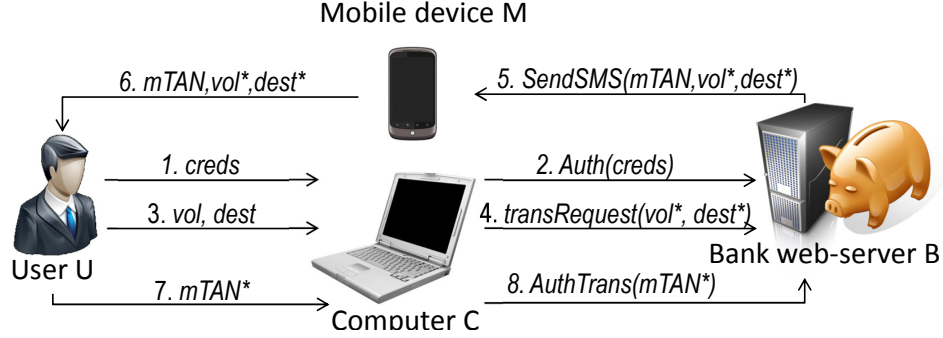 Mobile device M
6. mTAN,vol*,dest*
5. SendSMS(mTAN,vol*,dest*)
1. creds
2. Auth(creds)
3. vol, dest
4. transRequest(vol*, dest*)
User U
Bank web-server B
7. mTAN*
8. AuthTrans(mTAN*)
Computer C